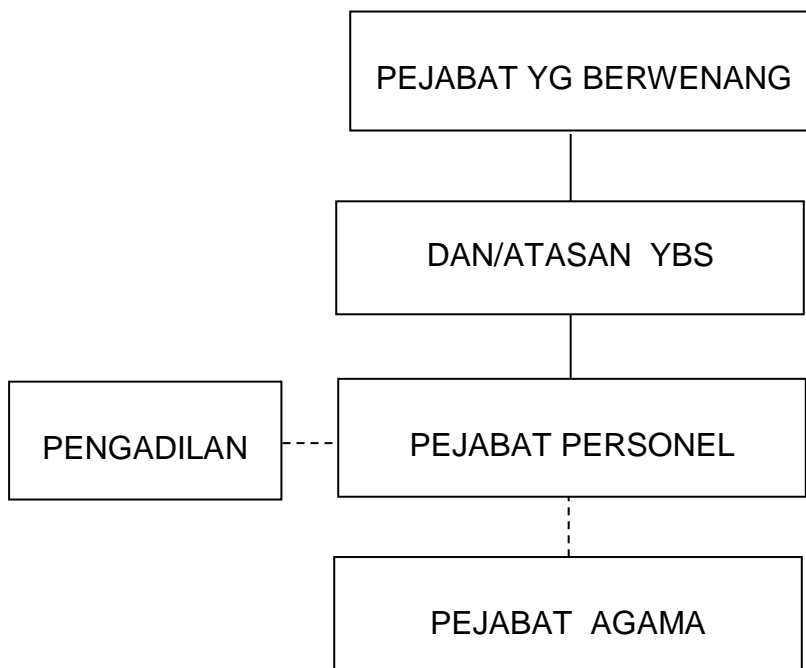 PEJABAT YG BERWENANG
DAN/ATASAN YBS
PENGADILAN
PEJABAT PERSONEL
PEJABAT AGAMA